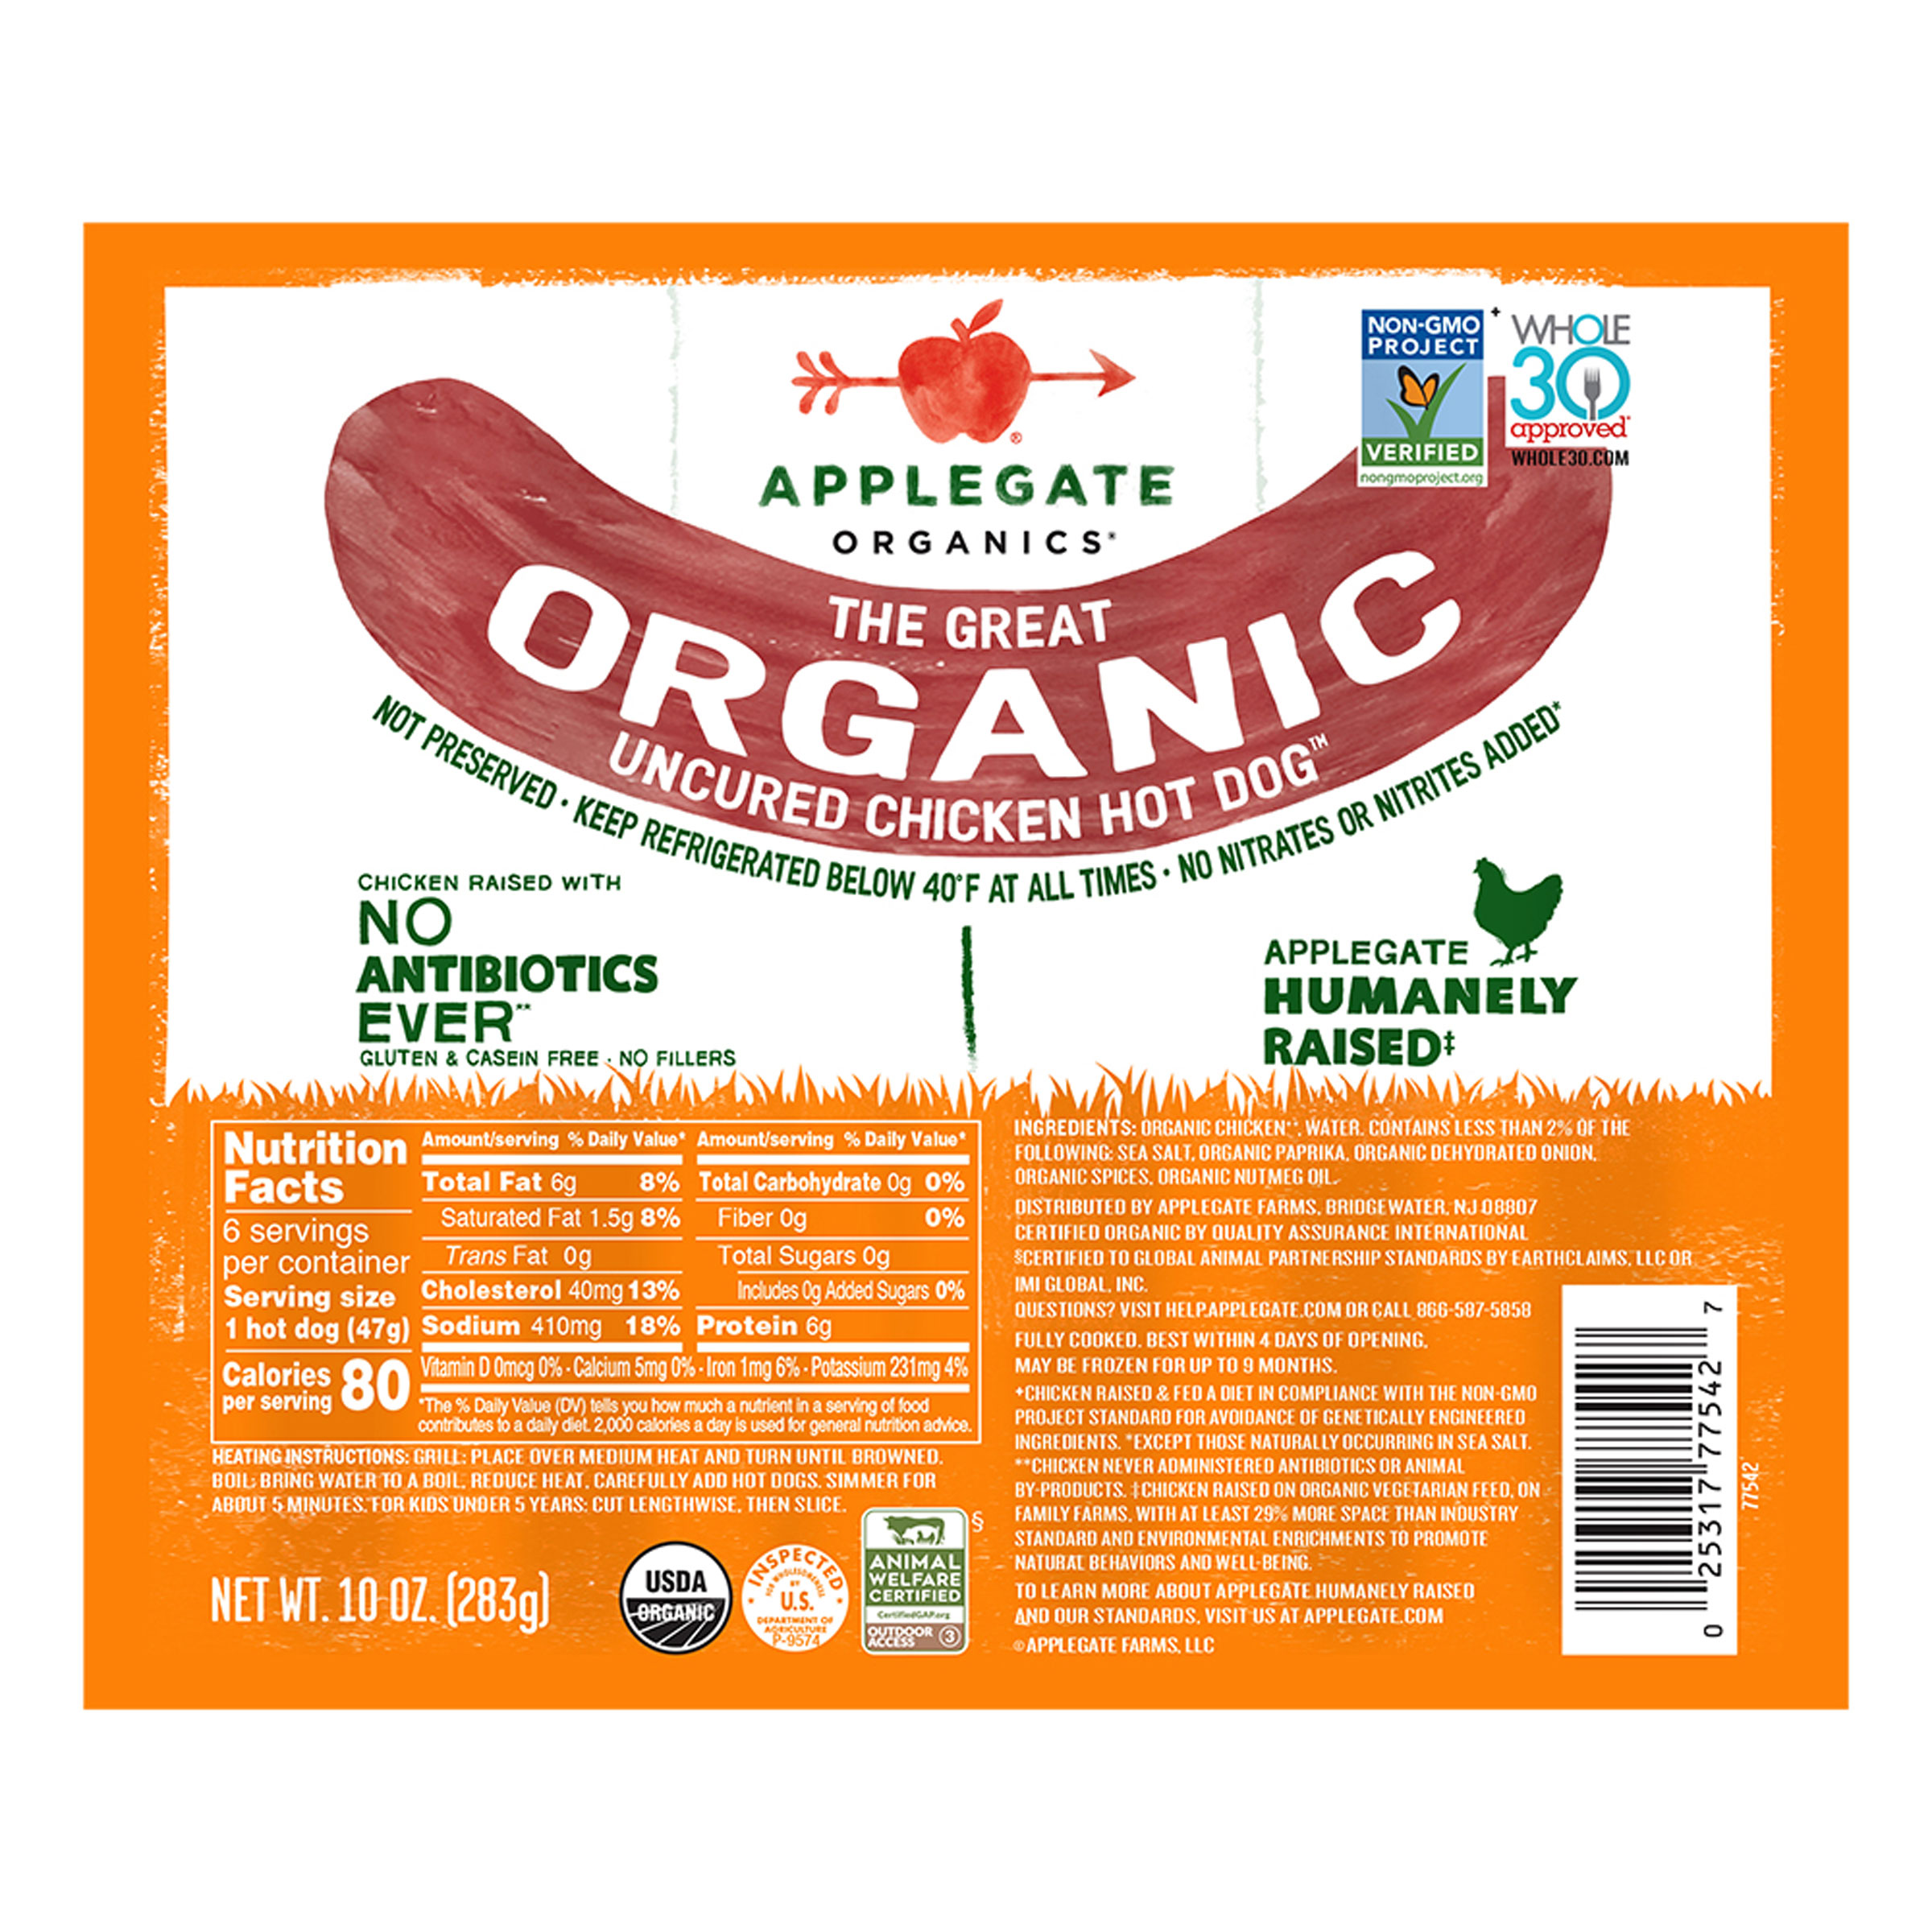 NON-GMO
PROJECT
VERIFIED
nongmoproject.org
+
WHOLE
30
approved®
WHOLE30.COM
®
APPLEGATE
ORGANICS*
THE GREAT
ORGANIC
UNCURED CHICKEN HOT DOG™
NOT PRESERVED • KEEP REFRIGERATED BELOW 40°F AT ALL TIMES • NO NITRATES OR NITRITES ADDED*
CHICKEN RAISED WITH
NO
ANTIBIOTICS
EVER**
GLUTEN & CASEIN FREE • NO FILLERS
APPLEGATE
HUMANELY
RAISED‡
Nutrition
Facts
6 servings
per container
Serving size
1 hot dog (47g)
Calories
per serving 80
Amount/serving % Daily Value*
Total Fat 6g 8%
Saturated Fat 1.5g 8%
Trans Fat 0g
Cholesterol 40mg 13%
Sodium 410mg 18%
Amount/serving % Daily Value*
Total Carbohydrate 0g 0%
Fiber 0g 0%
Total Sugars 0g
Includes 0g Added Sugars 0%
Protein 6g
Vitamin D 0mcg 0% • Calcium 5mg 0% • Iron 1mg 6% • Potassium 231mg 4%
*The % Daily Value (DV) tells you how much a nutrient in a serving of food
contributes to a daily diet. 2,000 calories a day is used for general nutrition advice.
HEATING INSTRUCTIONS: GRILL: PLACE OVER MEDIUM HEAT AND TURN UNTIL BROWNED.
BOIL: BRING WATER TO A BOIL, REDUCE HEAT, CAREFULLY ADD HOT DOGS. SIMMER FOR
ABOUT 5 MINUTES. FOR KIDS UNDER 5 YEARS: CUT LENGTHWISE, THEN SLICE.
NET WT. 10 OZ. (283g)
USDA
ORGANIC
INSPECTED
FOR WHOLESOMENESS
BY
U.S.
DEPARTMENT OF
AGRICULTURE
P-9574
§
ANIMAL
WELFARE
CERTIFIED
CertifiedGAP.org
OUTDOOR
ACCESS 3
INGREDIENTS: ORGANIC CHICKEN**, WATER. CONTAINS LESS THAN 2% OF THE
FOLLOWING: SEA SALT, ORGANIC PAPRIKA, ORGANIC DEHYDRATED ONION,
ORGANIC SPICES, ORGANIC NUTMEG OIL.
DISTRIBUTED BY APPLEGATE FARMS, BRIDGEWATER, NJ 08807
CERTIFIED ORGANIC BY QUALITY ASSURANCE INTERNATIONAL
§CERTIFIED TO GLOBAL ANIMAL PARTNERSHIP STANDARDS BY EARTHCLAIMS, LLC OR
IMI GLOBAL, INC.
QUESTIONS? VISIT HELP.APPLEGATE.COM OR CALL 866-587-5858
FULLY COOKED. BEST WITHIN 4 DAYS OF OPENING,
MAY BE FROZEN FOR UP TO 9 MONTHS.
+CHICKEN RAISED & FED A DIET IN COMPLIANCE WITH THE NON-GMO
PROJECT STANDARD FOR AVOIDANCE OF GENETICALLY ENGINEERED
INGREDIENTS. *EXCEPT THOSE NATURALLY OCCURRING IN SEA SALT.
**CHICKEN NEVER ADMINISTERED ANTIBIOTICS OR ANIMAL
BY-PRODUCTS. ‡CHICKEN RAISED ON ORGANIC VEGETARIAN FEED, ON
FAMILY FARMS, WITH AT LEAST 29% MORE SPACE THAN INDUSTRY
STANDARD AND ENVIRONMENTAL ENRICHMENTS TO PROMOTE
NATURAL BEHAVIORS AND WELL-BEING.
TO LEARN MORE ABOUT APPLEGATE HUMANELY RAISED
AND OUR STANDARDS, VISIT US AT APPLEGATE.COM
©APPLEGATE FARMS, LLC
0 25317 77542 7
77542